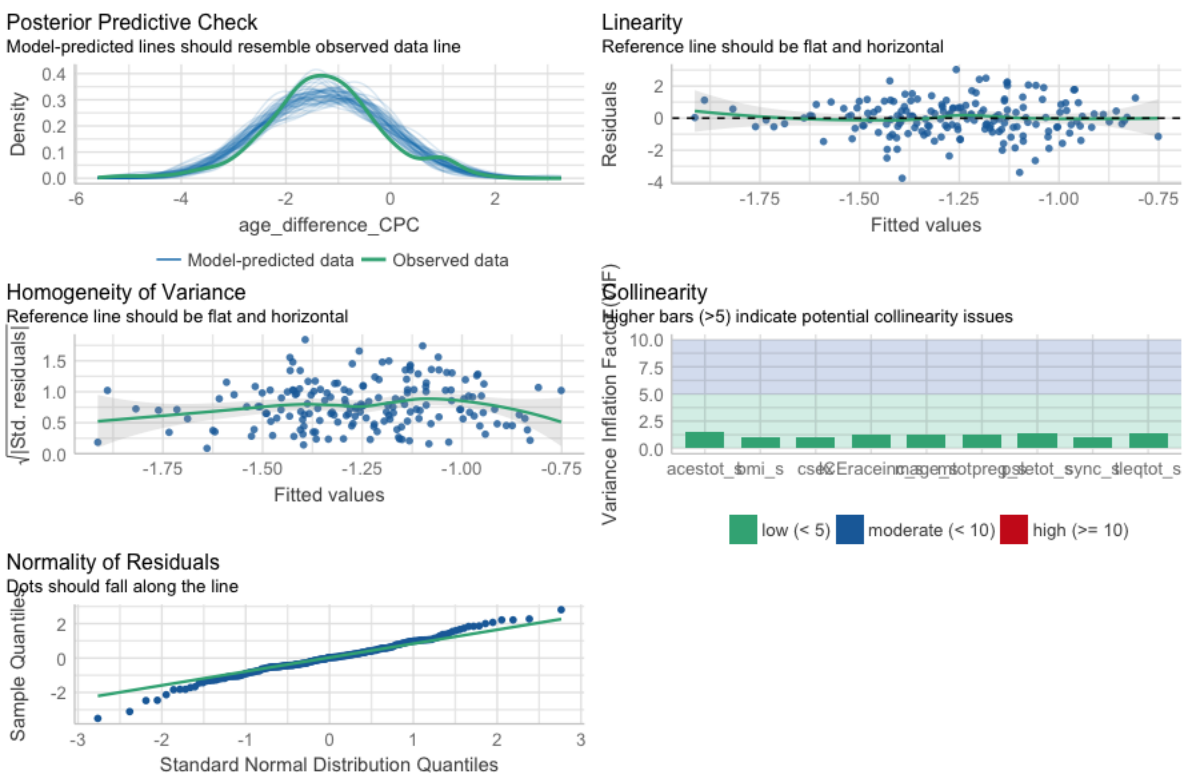 Posterior Predictive Check
Model-predicted lines should resemble observed data line
Density
0.4
0.3
0.2
0.1
0.0
-6 -4 -2 0 2
age_difference_CPC
Model-predicted data Observed data
Linearity
Reference line should be flat and horizontal
Residuals
2
0
-2
-4
-1.75 -1.50 -1.25 -1.00 -0.75
Fitted values
Homogeneity of Variance
Reference line should be flat and horizontal
√|Std. residuals|
1.5
1.0
0.5
0.0
-1.75 -1.50 -1.25 -1.00 -0.75
Fitted values
Collinearity
Higher bars (>5) indicate potential collinearity issues
Variance Inflation Factor (VIF)
10.0
7.5
5.0
2.5
0.0
acestot_s bmi_s
low (< 5) moderate (< 10) high (>= 10)
Normality of Residuals
Dots should fall along the line
Sample Quantiles
2
0
-2
-3 -2 -1 0 1 2 3
Standard Normal Distribution Quantiles